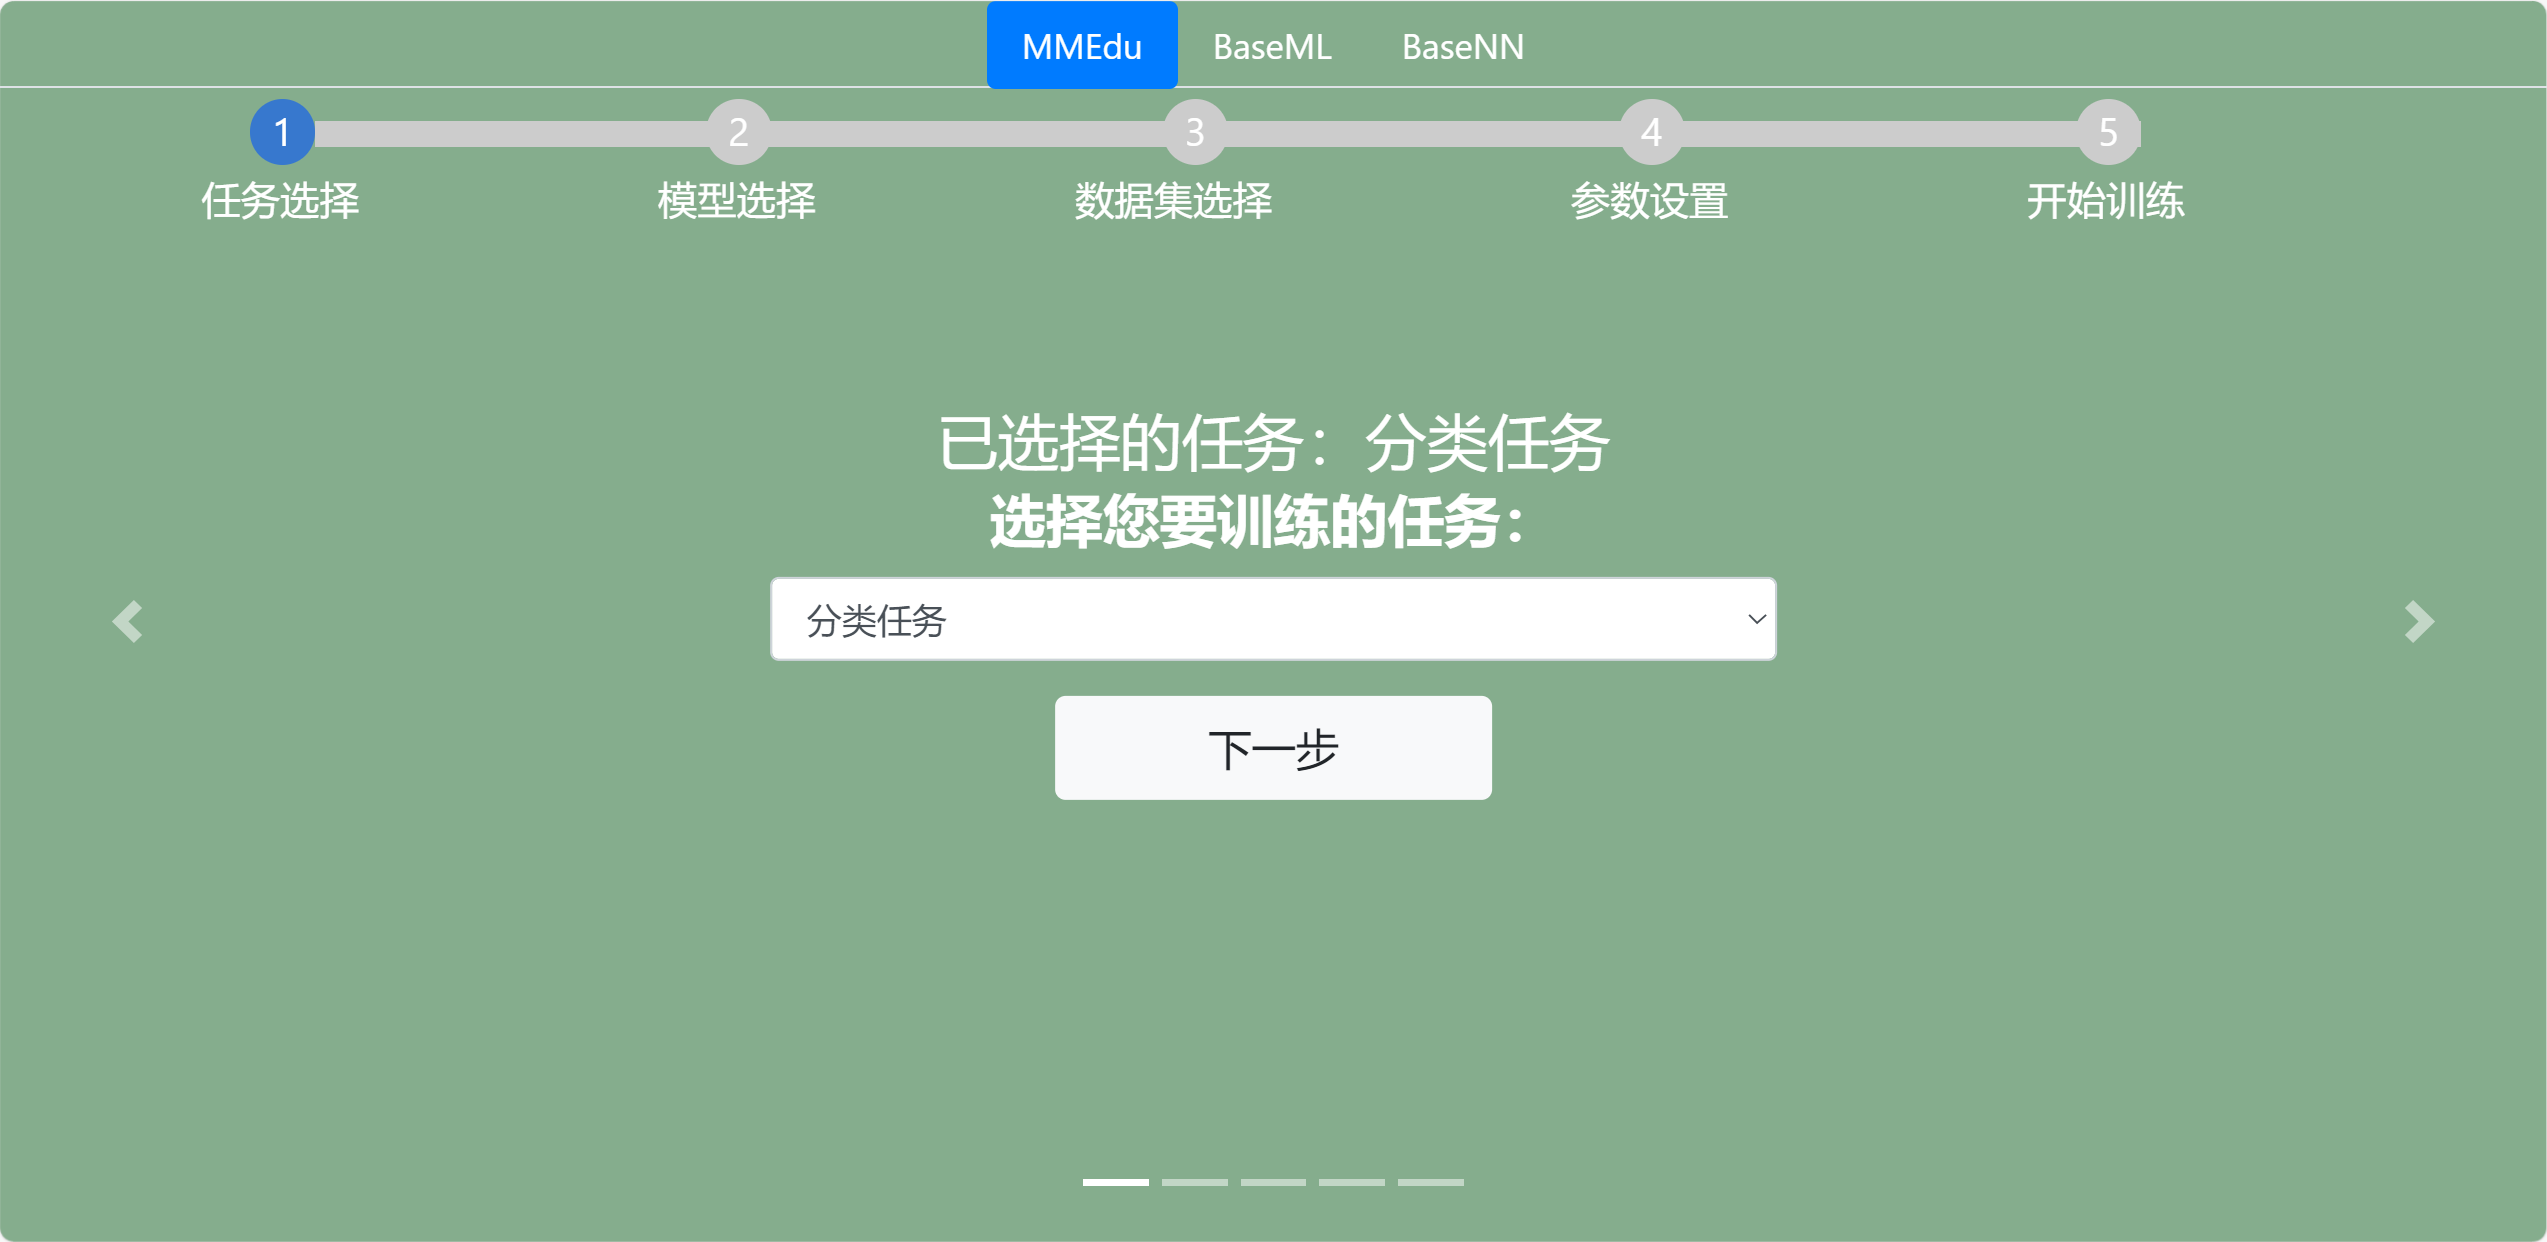 MMEdu BaseML BaseNN
1 2 3 4 5
任务选择 模型选择 数据集选择 参数设置 开始训练
已选择的任务：分类任务
选择您要训练的任务：
分类任务
下一步